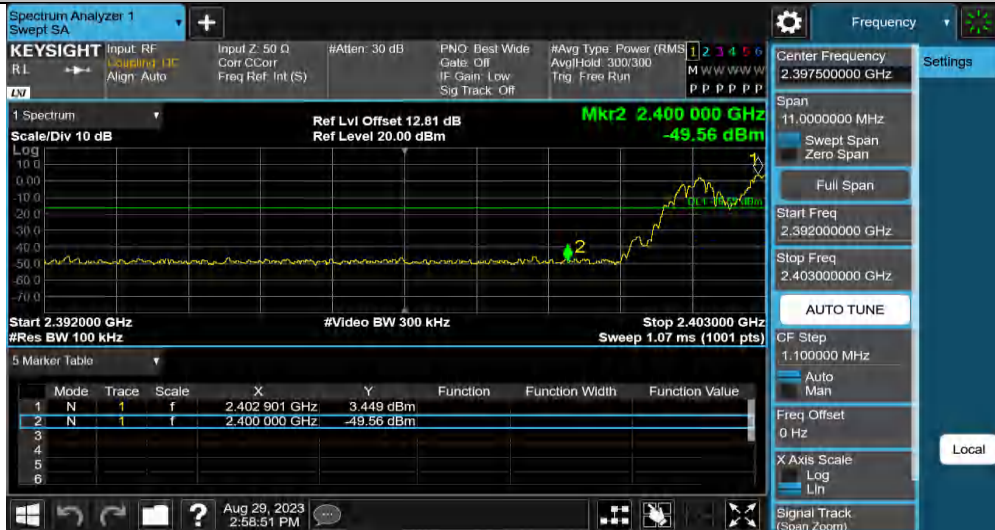 Spectrum Analyzer 1
Swept SA
Frequency
KEYSIGHT
RL
LXI
Input: RF
Coupling: DC
Align: Auto
Input Z: 50 Ω
Corr CCorr
Freq Ref: Int (S)
#Atten: 30 dB
PNO: Best Wide
Gate: Off
IF Gain: Low
Sig Track: Off
#Avg Type: Power (RMS
Avg|Hold: 300/300
Trig: Free Run
1 2 3 4 5 6
M W W W W W
P P P P P P
1 Spectrum
Scale/Div 10 dB
Ref Lvl Offset 12.81 dB
Ref Level 20.00 dBm
Mkr2 2.400 000 GHz
-49.56 dBm
Log
10.0
0.00
-10.0
-20.0
-30.0
-40.0
-50.0
-60.0
-70.0
1
2
Start 2.392000 GHz
#Res BW 100 kHz
#Video BW 300 kHz
Stop 2.403000 GHz
Sweep 1.07 ms (1001 pts)
5 Marker Table
Mode Trace Scale X Y Function Function Width Function Value
1 N 1 f 2.402 901 GHz 3.449 dBm
2 N 1 f 2.400 000 GHz -49.56 dBm
3
4
5
6
Aug 29, 2023
2:58:51 PM
Center Frequency
2.397500000 GHz
Span
11.0000000 MHz
Swept Span
Zero Span
Full Span
Start Freq
2.392000000 GHz
Stop Freq
2.403000000 GHz
AUTO TUNE
CF Step
1.100000 MHz
Auto
Man
Freq Offset
0 Hz
X Axis Scale
Log
Lin
Signal Track
(Span Zoom)
Settings
Local